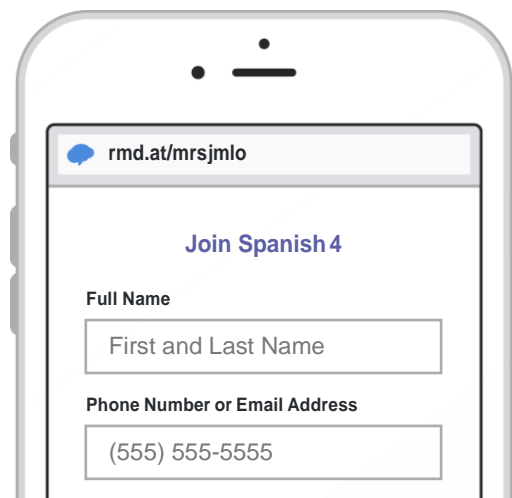 rmd.at/mrsjmlo
Join Spanish 4
Full Name
First and Last Name
Phone Number or Email Address
(555) 555-5555